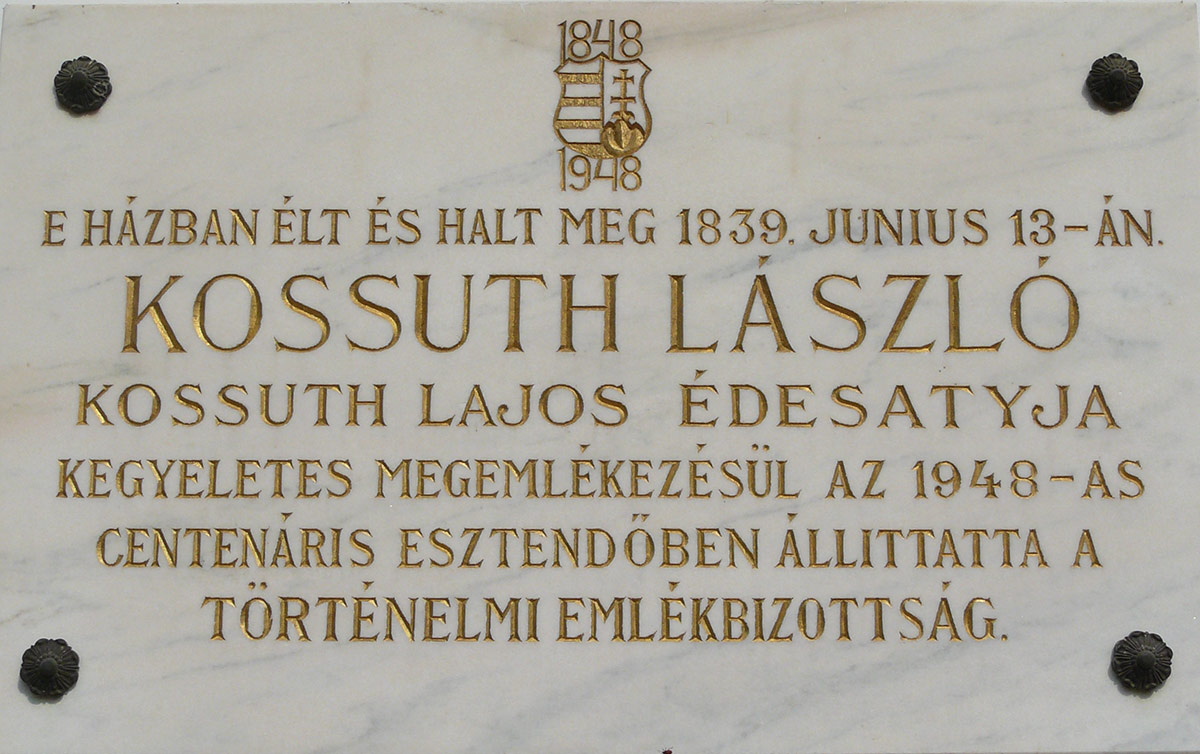 1848
1948
E HÁZBAN ÉLT ÉS HALT MEG 1839. JUNIUS 13-ÁN.
KOSSUTH LÁSZLÓ
KOSSUTH LAJOS ÉDESATYJA
KEGYELETES MEGEMLÉKEZÉSÜL AZ 1948-AS
CENTENÁRIS ESZTENDŐBEN ÁLLITTATTA A
TÖRTÉNELMI EMLÉKBIZOTTSÁG.